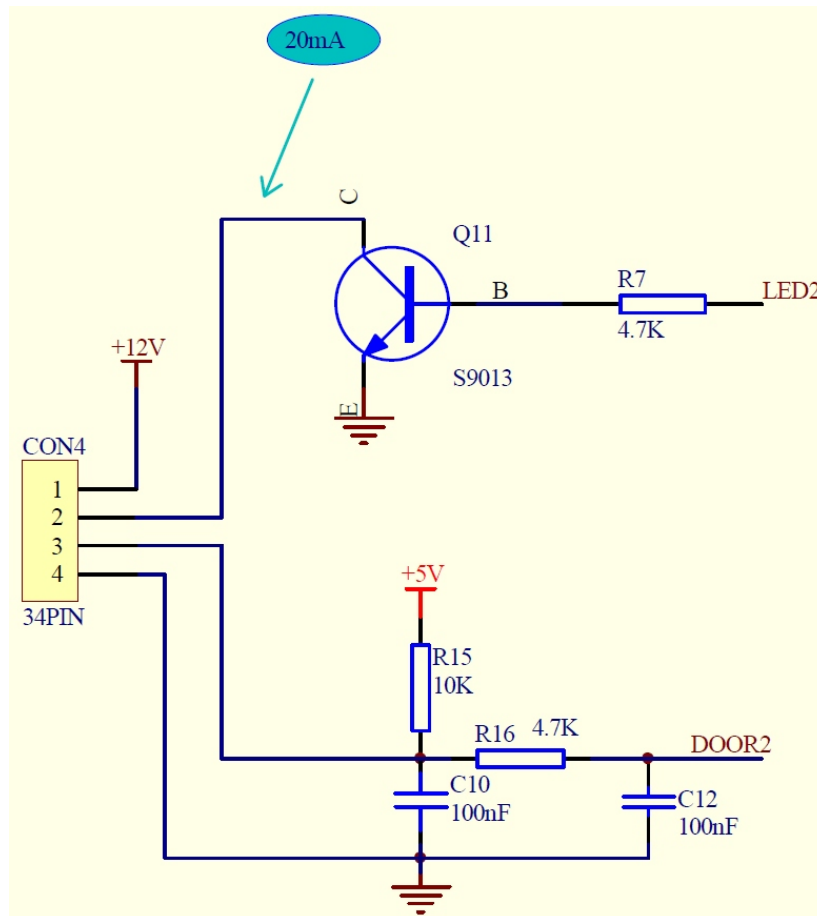 20mA
C
Q11
B
R7
LED2
4.7K
+12V
S9013
E
CON4
1
2
3
4
34PIN
+5V
R15
10K
R16
4.7K
DOOR2
C10
100nF
C12
100nF